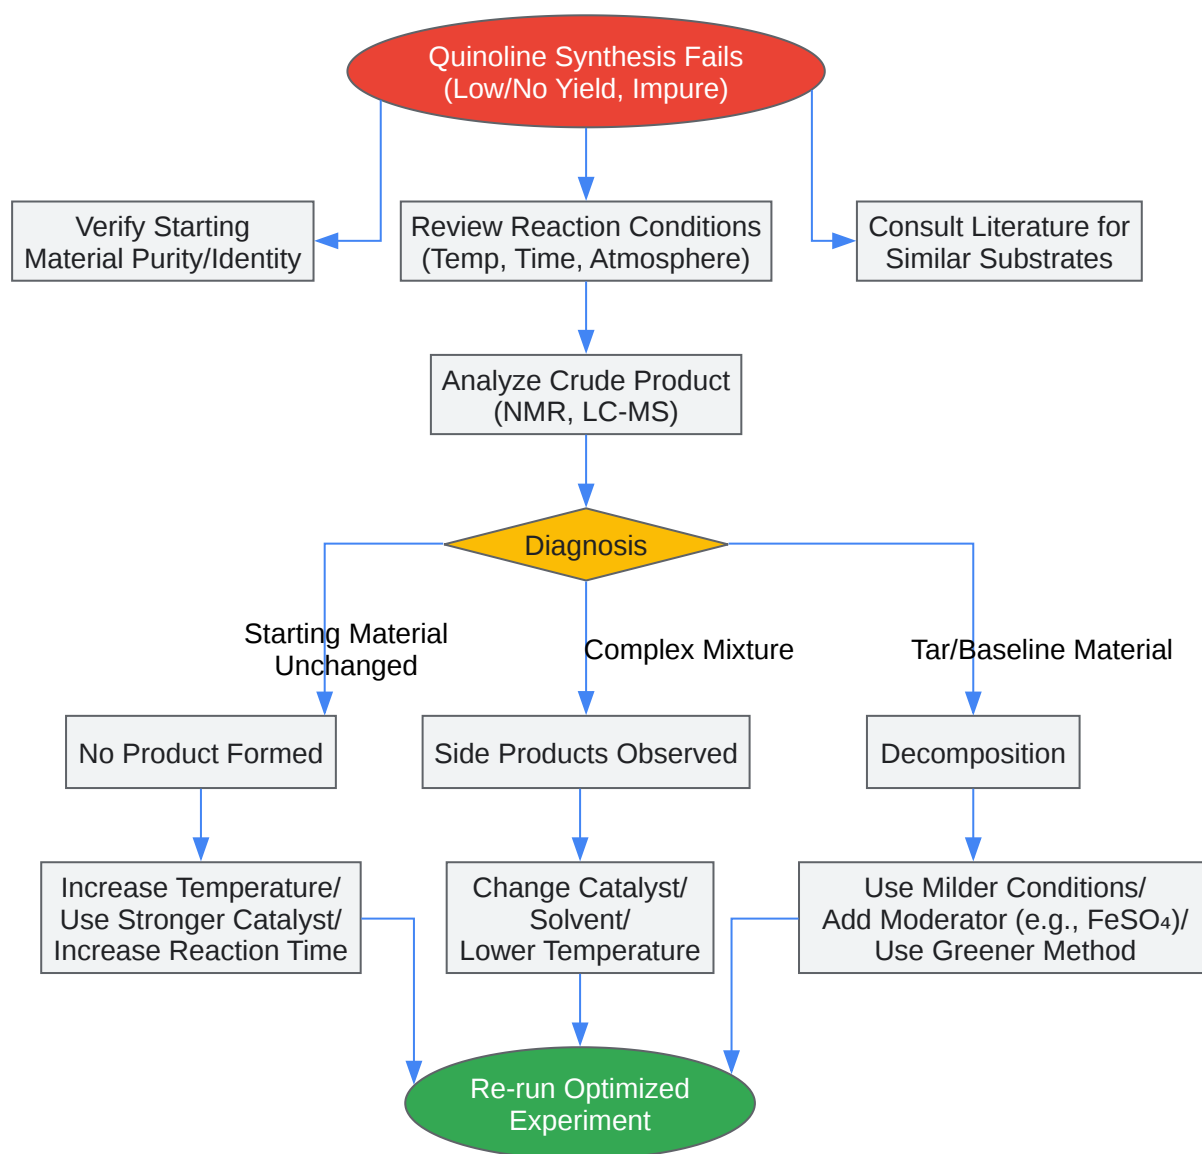 Quinoline Synthesis Fails
(Low/No Yield, Impure)
Verify Starting
Material Purity/Identity
Review Reaction Conditions
(Temp, Time, Atmosphere)
Consult Literature for
Similar Substrates
Analyze Crude Product
(NMR, LC-MS)
Diagnosis
Starting Material
Unchanged
Complex Mixture
Tar/Baseline Material
No Product Formed
Side Products Observed
Decomposition
Increase Temperature/
Use Stronger Catalyst/
Increase Reaction Time
Change Catalyst/
Solvent/
Lower Temperature
Use Milder Conditions/
Add Moderator (e.g., FeSO₄)/
Use Greener Method
Re-run Optimized
Experiment